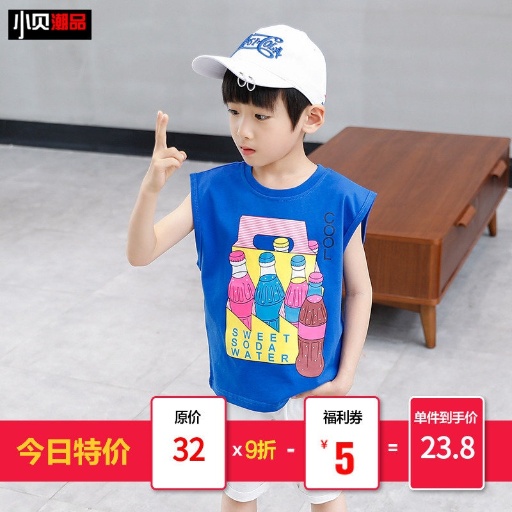 小贝潮品
COOL
SWEET
SODA
WATER
今日特价
原价
32
x9折
-
福利券
¥5
=
单件到手价
23.8